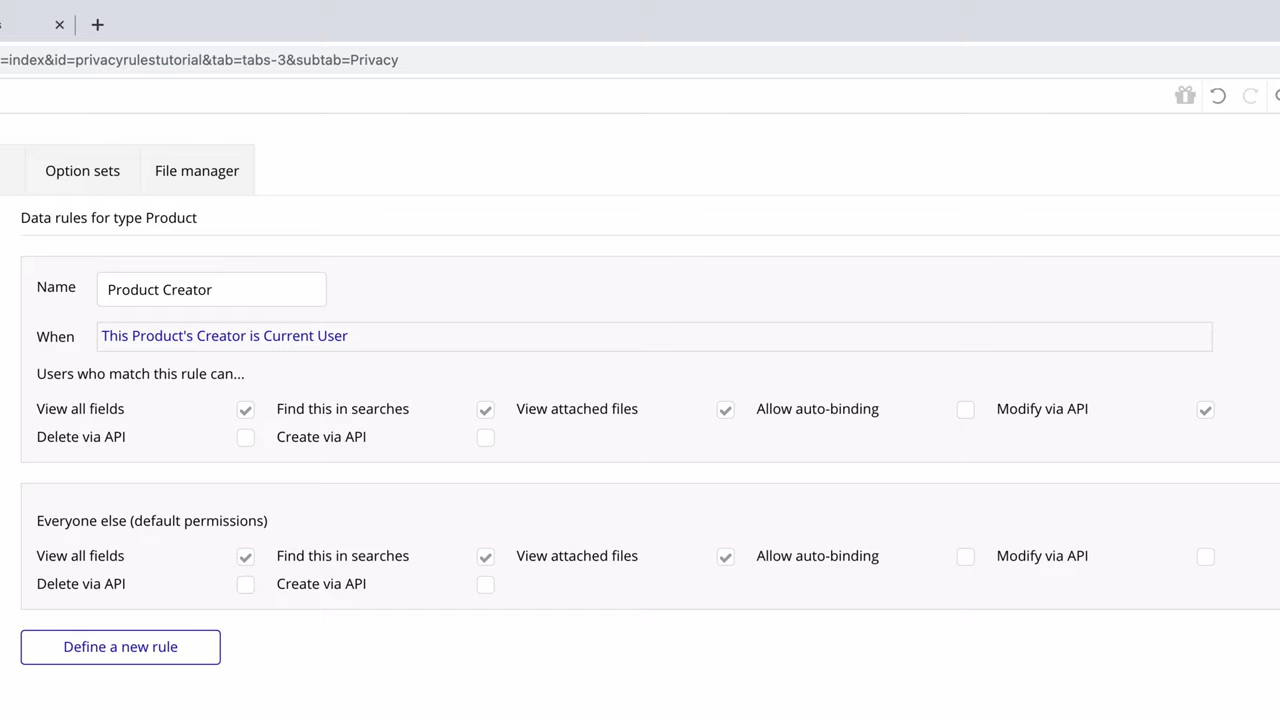 s
=index&id=privacyrulestutorial&tab=tabs-3&subtab=Privacy
Option sets File manager
Data rules for type Product
Name Product Creator
When This Product's Creator is Current User
Users who match this rule can...
View all fields Find this in searches View attached files Allow auto-binding Modify via API
Delete via API Create via API
Everyone else (default permissions)
View all fields Find this in searches View attached files Allow auto-binding Modify via API
Delete via API Create via API
Define a new rule